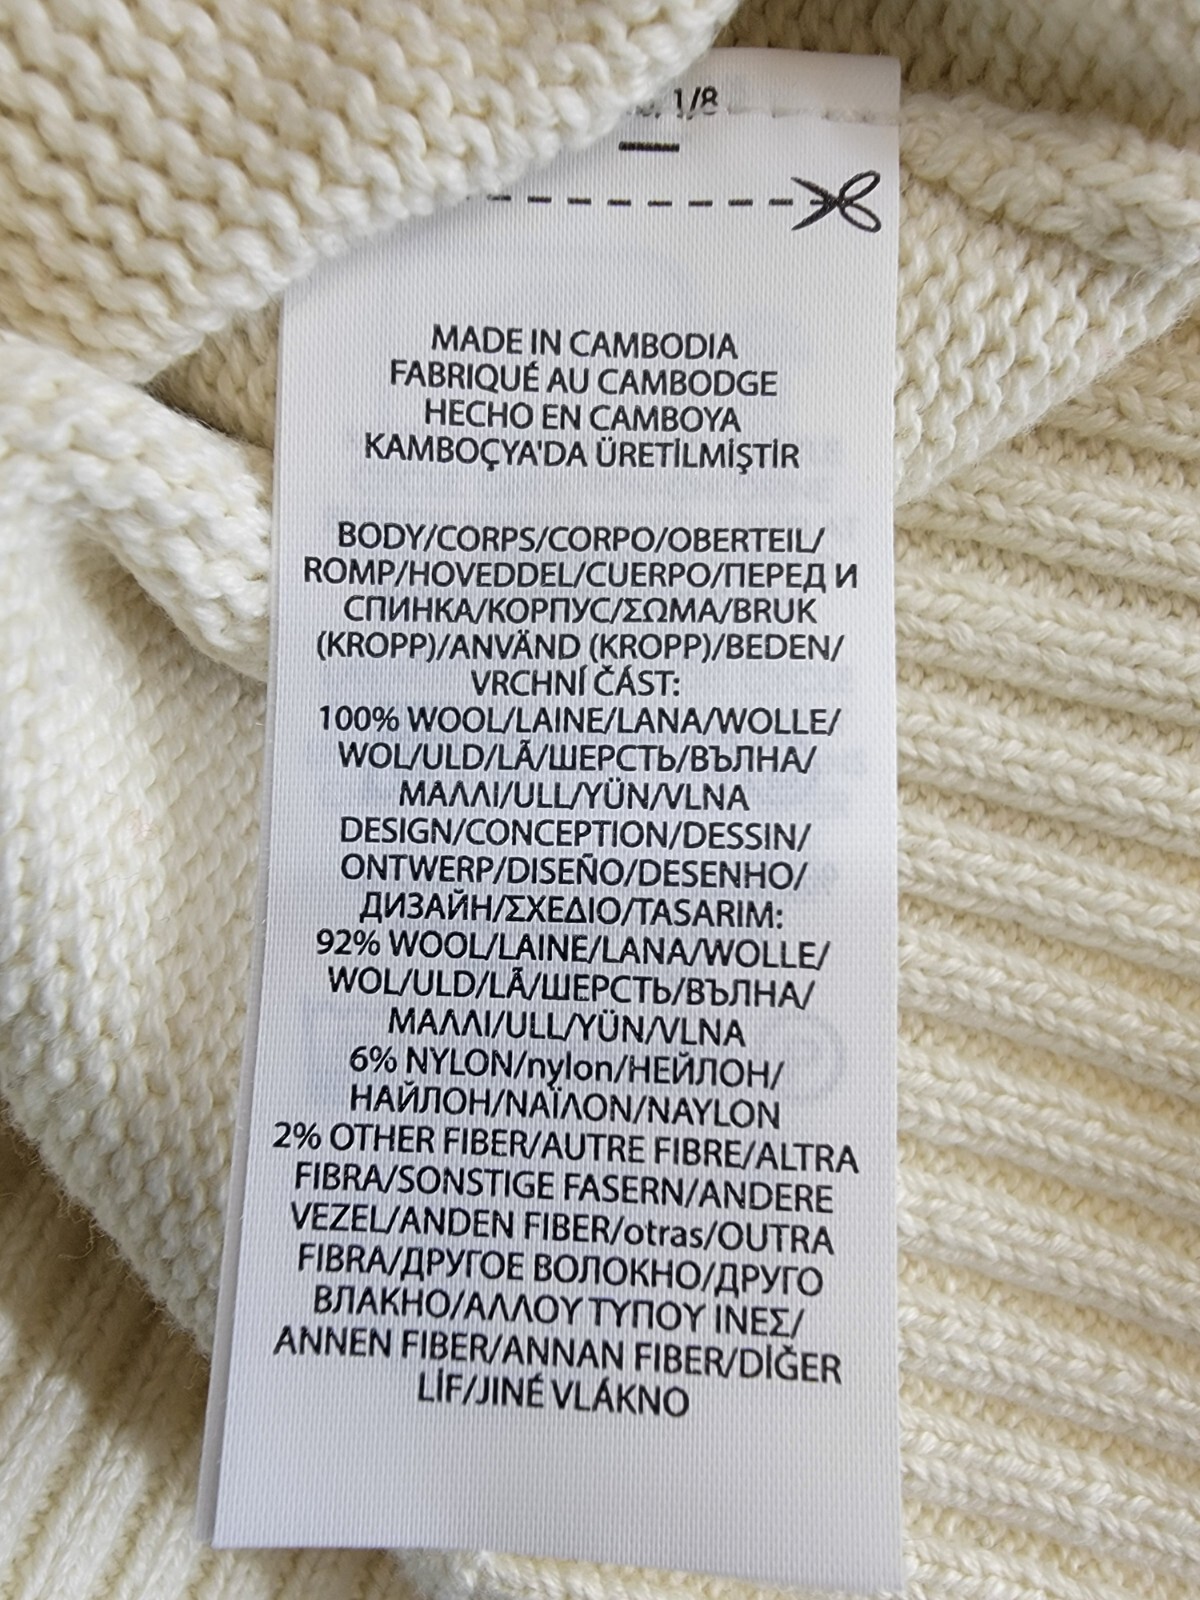 1/8
MADE IN CAMBODIA
FABRIQUÉ AU CAMBODGE
HECHO EN CAMBOYA
KAMBOÇYA'DA ÜRETİLMİŞTİR
BODY/CORPS/CORPO/OBERTEIL/
ROMP/HOVEDDEL/CUERPO/ПЕРЕД И
СПИНКА/КОРПУС/ΣΩΜΑ/BRUK
(KROPP)/ANVÄND (KROPP)/BEDEN/
VRCHNÍ ČÁST:
100% WOOL/LAINE/LANA/WOLLE/
WOL/ULD/LÃ/ШЕРСТЬ/ВЪЛНА/
ΜΑΛΛΙ/ULL/YÜN/VLNA
DESIGN/CONCEPTION/DESSIN/
ONTWERP/DISEÑO/DESENHO/
ДИЗАЙН/ΣΧΕΔΙΟ/TASARIM:
92% WOOL/LAINE/LANA/WOLLE/
WOL/ULD/LÃ/ШЕРСТЬ/ВЪЛНА/
ΜΑΛΛΙ/ULL/YÜN/VLNA
6% NYLON/nylon/НЕЙЛОН/
НАЙЛОН/ΝΑΪΛΟΝ/NAYLON
2% OTHER FIBER/AUTRE FIBRE/ALTRA
FIBRA/SONSTIGE FASERN/ANDERE
VEZEL/ANDEN FIBER/otras/OUTRA
FIBRA/ДРУГОЕ ВОЛОКНО/ДРУГО
ВЛАКНО/ΑΛΛΟΥ ΤΥΠΟΥ ΙΝΕΣ/
ANNEN FIBER/ANNAN FIBER/DİĞER
LİF/JINÉ VLÁKNO